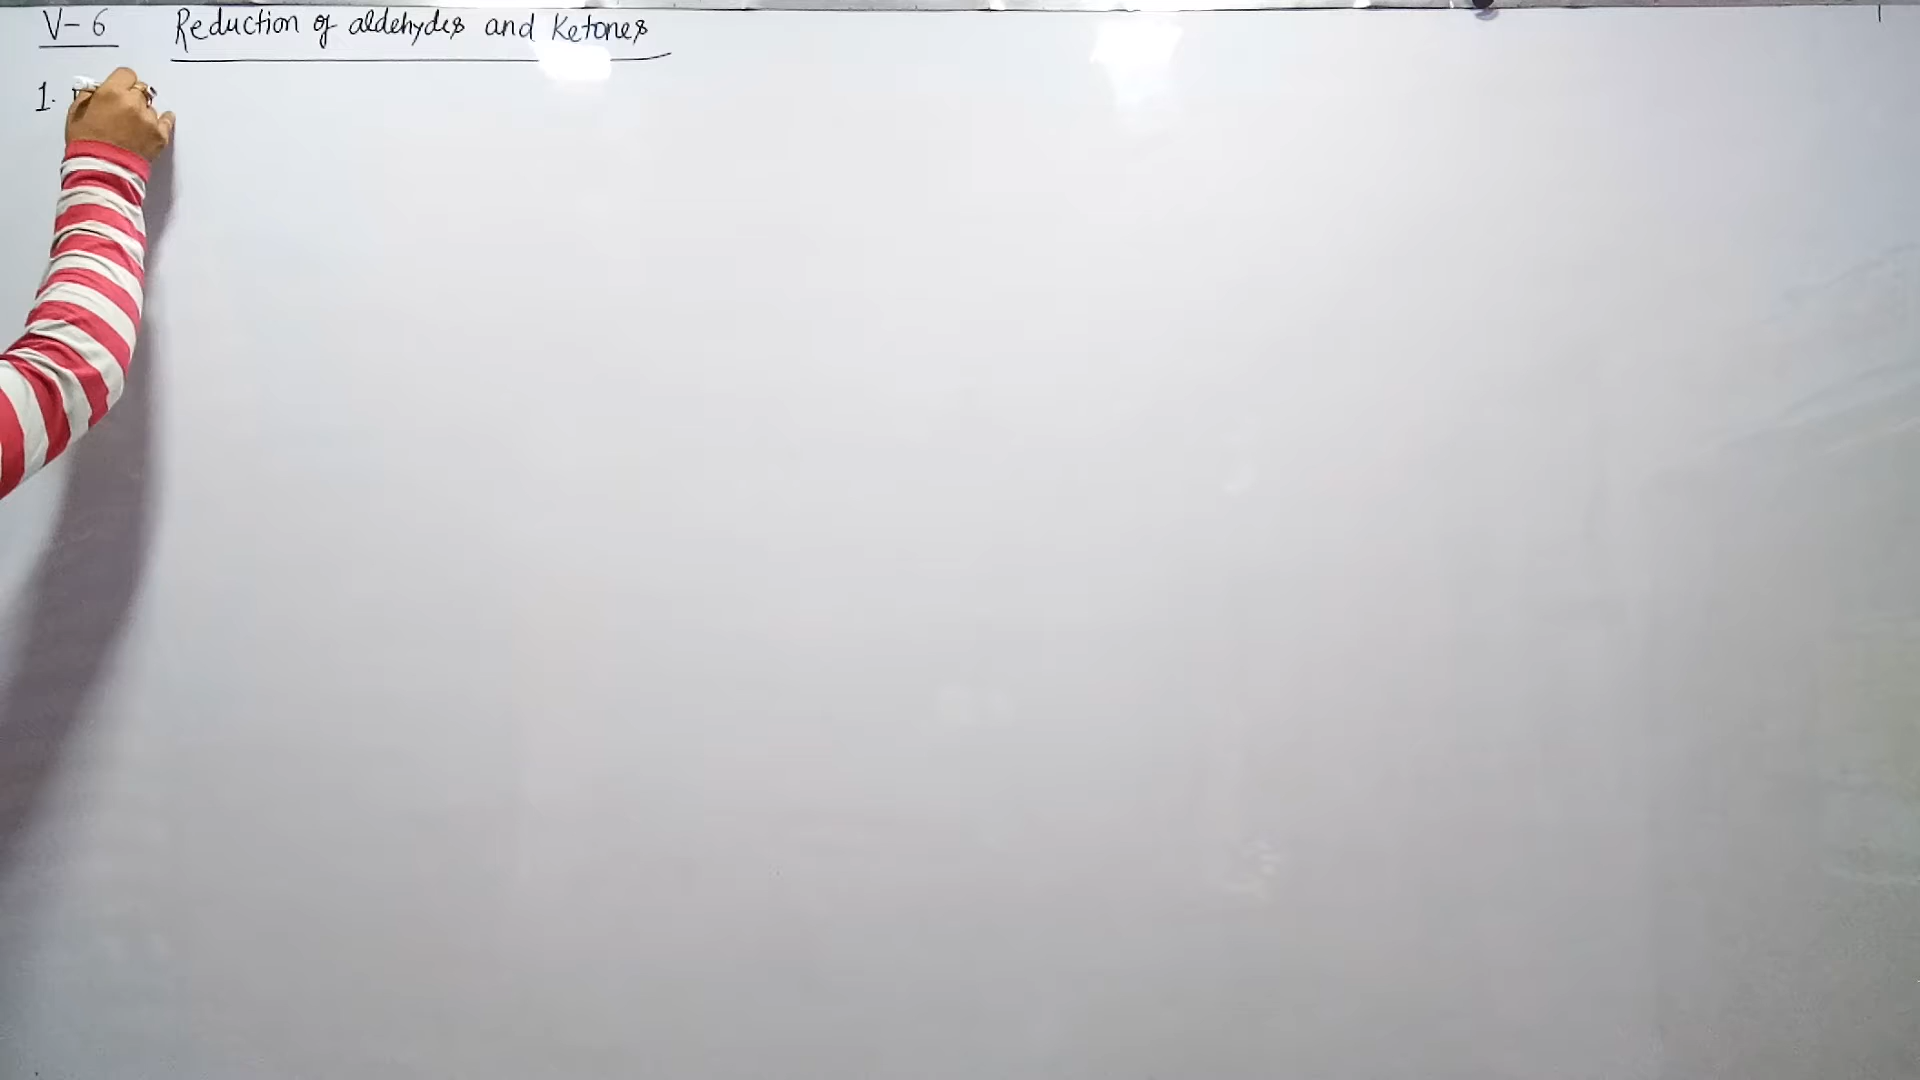 V-6 Reduction of aldehydes and Ketones
1.